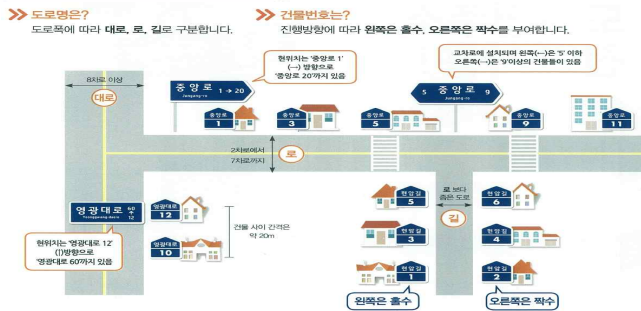 도로명은?
도로폭에 따라 대로, 로, 길로 구분합니다.
건물번호는?
진행방향에 따라 왼쪽은 홀수, 오른쪽은 짝수를 부여합니다.
8차로 이상
대로
중앙로 1→20
Jungang-ro
현위치는 '중앙로 1'
(→) 방향으로
'중앙로 20'까지 있음
5 중앙로 9
Jungang-ro
교차로에 설치되며 왼쪽(←)은 '5' 이하
오른쪽(→)은 '9'이상의 건물들이 있음
중앙로
1
중앙로
3
중앙로
5
중앙로
9
중앙로
11
2차로에서
7차로까지
로
영광대로 60
↑
12
현위치는 '영광대로 12'
(↑)방향으로
'영광대로 60'까지 있음
영광대로
12
영광대로
10
건물 사이 간격은
약 20m
로 보다
좁은 도로
길
현암길
5
현암길
6
현암길
3
현암길
4
현암길
1
현암길
2
왼쪽은 홀수
오른쪽은 짝수